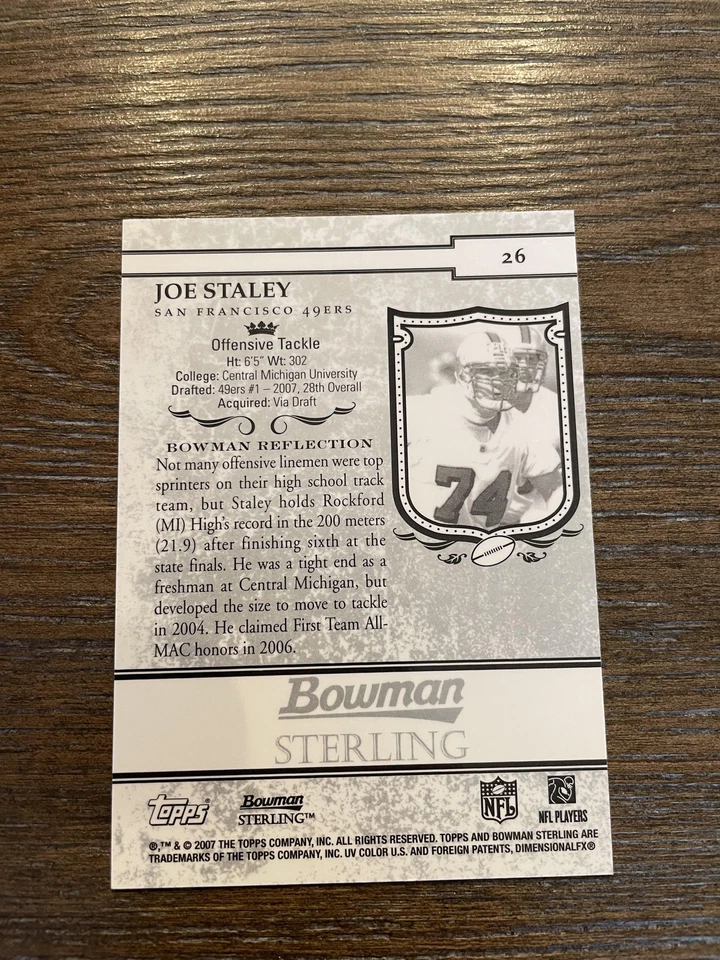 26
JOE STALEY
SAN FRANCISCO 49ERS
Offensive Tackle
Ht: 6'5" Wt: 302
College: Central Michigan University
Drafted: 49ers #1 – 2007, 28th Overall
Acquired: Via Draft
BOWMAN REFLECTION
Not many offensive linemen were top
sprinters on their high school track
team, but Staley holds Rockford
(MI) High's record in the 200 meters
(21.9) after finishing sixth at the
state finals. He was a tight end as a
freshman at Central Michigan, but
developed the size to move to tackle
in 2004. He claimed First Team All-
MAC honors in 2006.
74
Bowman
STERLING
Topps
Bowman
STERLING™
NFL
NFL PLAYERS
®,™ & © 2007 THE TOPPS COMPANY, INC. ALL RIGHTS RESERVED. TOPPS AND BOWMAN STERLING ARE
TRADEMARKS OF THE TOPPS COMPANY, INC. UV COLOR U.S. AND FOREIGN PATENTS, DIMENSIONALFX®